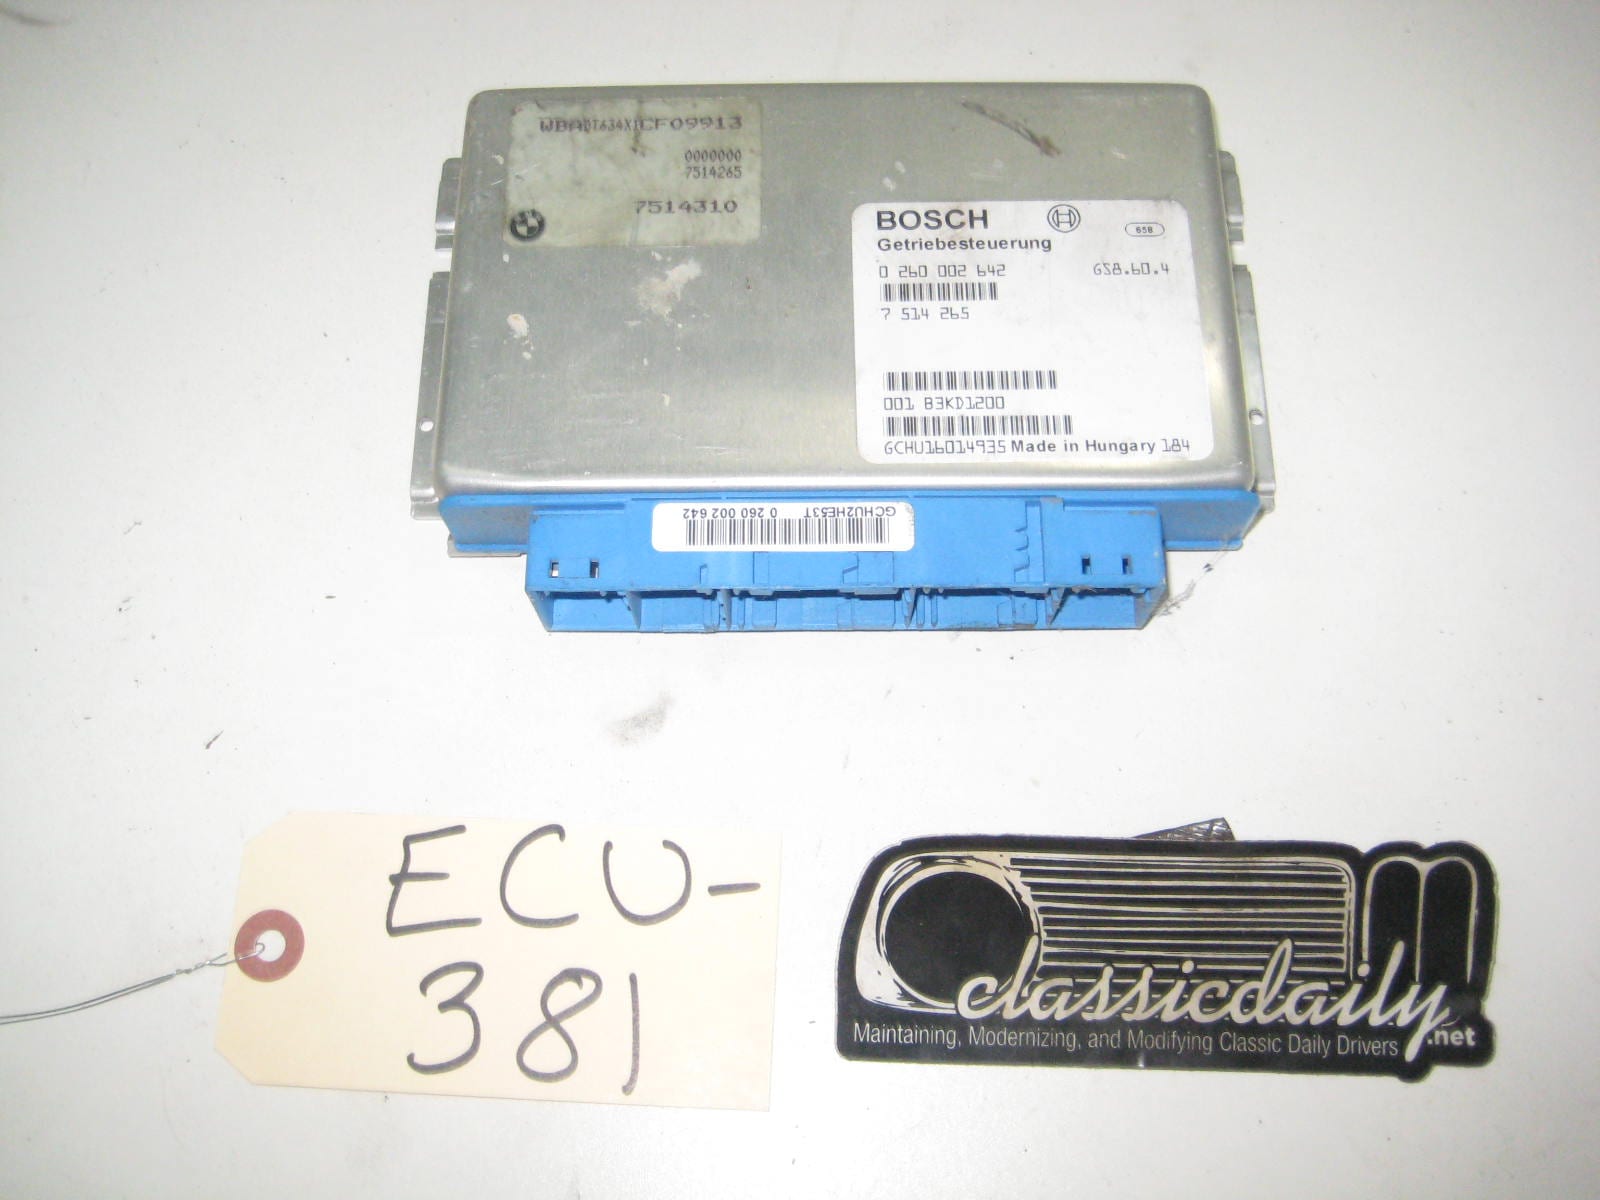 WBADT634X1CF09913
0000000
7514265
7514310
BOSCH
658
Getriebesteuerung
0 260 002 642 GS8.60.4
7 514 265
001 B3KD1200
GCHU16014935 Made in Hungary 184
GCHU2HE53T 0 260 002 642
ECU-
381
classicdaily.net
Maintaining, Modernizing, and Modifying Classic Daily Drivers